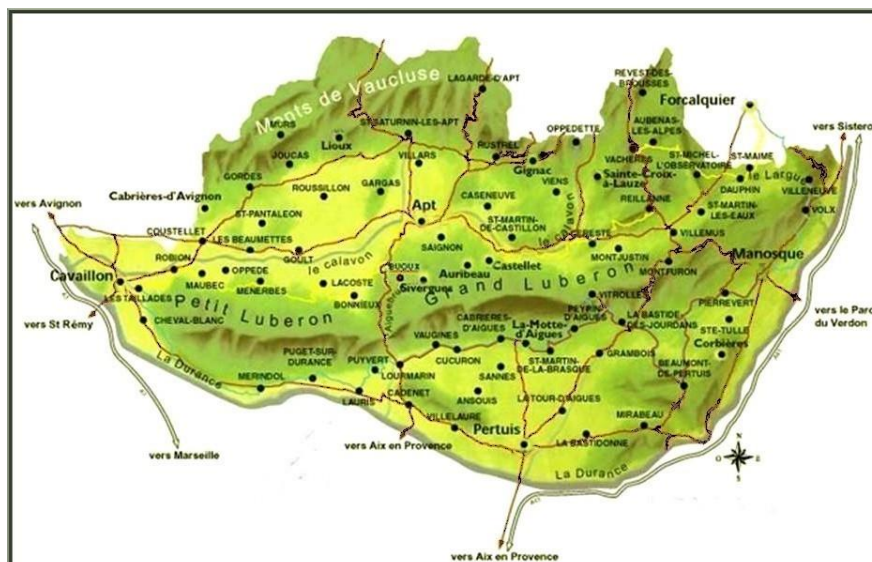 Monts de Vaucluse
LAGARDE-D'APT
REVEST-DES-
BROUSSES
Forcalquier
vers Sistero
MURS
ST-SATURNIN-LES-APT
OPPEDETTE
AUBENAS-
LES-ALPES
Lioux
JOUCAS
VILLARS
RUSTREL
Gignac
VACHERES
ST-MICHEL-
L'OBSERVATOIRE
ST-MAIME
le Largue
Sainte-Croix-
à-Lauze
DAUPHIN
VILLENEUVE
GORDES
ROUSSILLON
GARGAS
VIENS
Cabrières-d'Avignon
vers Avignon
Apt
CASENEUVE
REILLANNE
ST-MARTIN-
LES-EAUX
VOLX
ST-PANTALEON
ST-MARTIN-
DE-CASTILLON
le calavon
COUSTELLET
LES BEAUMETTES
SAIGNON
CERESTE
VILLEMUS
GOULT
le calavon
MONTJUSTIN
Manosque
ROBION
OPPEDE
BUOUX
Auribeau
Castellet
MONTFURON
Cavaillon
MAUBEC
MENERBES
LACOSTE
Sivergues
Grand Luberon
LES TAILLADES
Petit Luberon
BONNIEUX
VITROLLES
PIERREVERT
vers St Rémy
CHEVAL-BLANC
Aiguebrun
CABRIERES-
D'AIGUES
La-Motte-
d'Aigues
PEYPIN-
D'AIGUES
LA BASTIDE
-DES-JOURDANS
STE-TULLE
vers le Parc
du Verdon
VAUGINES
Corbières
La Durance
PUGET-SUR-
DURANCE
PUYVERT
CUCURON
ST-MARTIN-
DE-LA-BRASQUE
GRAMBOIS
BEAUMONT-
DE-PERTUIS
MERINDOL
LOURMARIN
SANNES
LAURIS
CADENET
ANSOUIS
LA TOUR-D'AIGUES
VILLELAURE
MIRABEAU
vers Marseille
vers Aix en Provence
Pertuis
LA BASTIDONNE
La Durance
N
O E
S
vers Aix en Provence